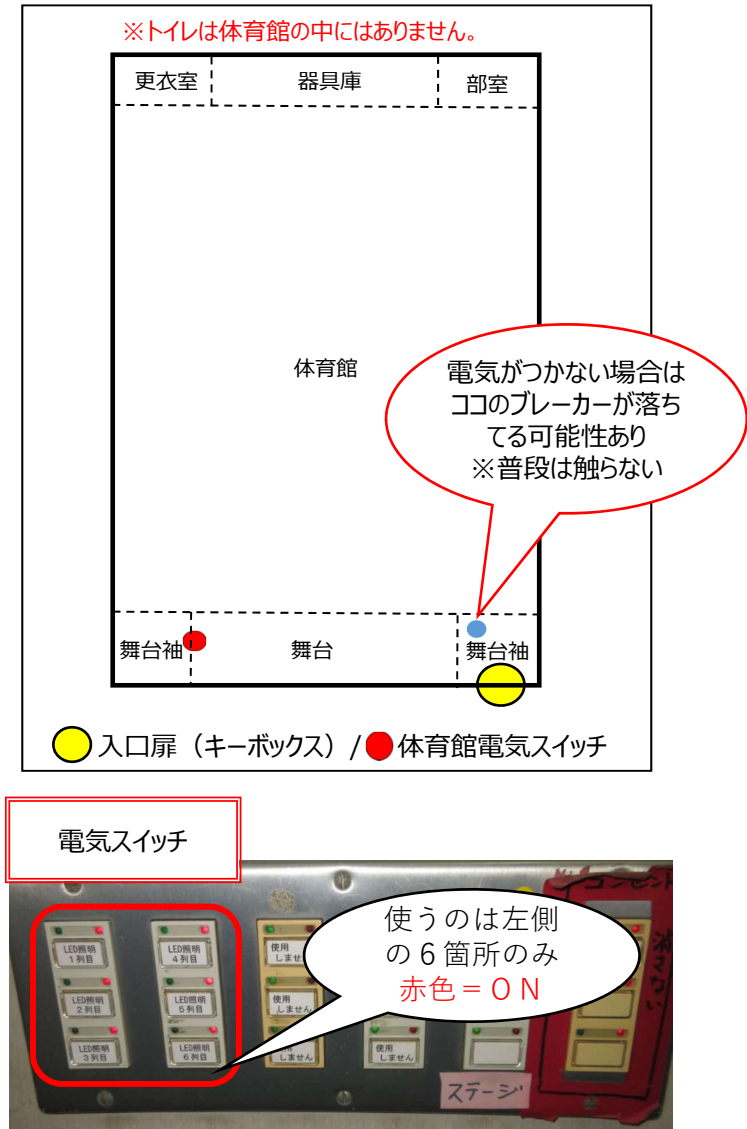 ※トイレは体育館の中にはありません。
更衣室
器具庫
部室
体育館
電気がつかない場合は
ココのブレーカーが落ち
てる可能性あり
※普段は触らない
舞台袖
舞台
舞台袖
入口扉（キーボックス）/
体育館電気スイッチ
電気スイッチ
使うのは左側
の６箇所のみ
赤色＝ＯＮ
LED照明
1列目
LED照明
2列目
LED照明
3列目
LED照明
4列目
LED照明
5列目
LED照明
6列目
使用
しません
使用
しません
しません
使用
しません
ステージ
コンセント